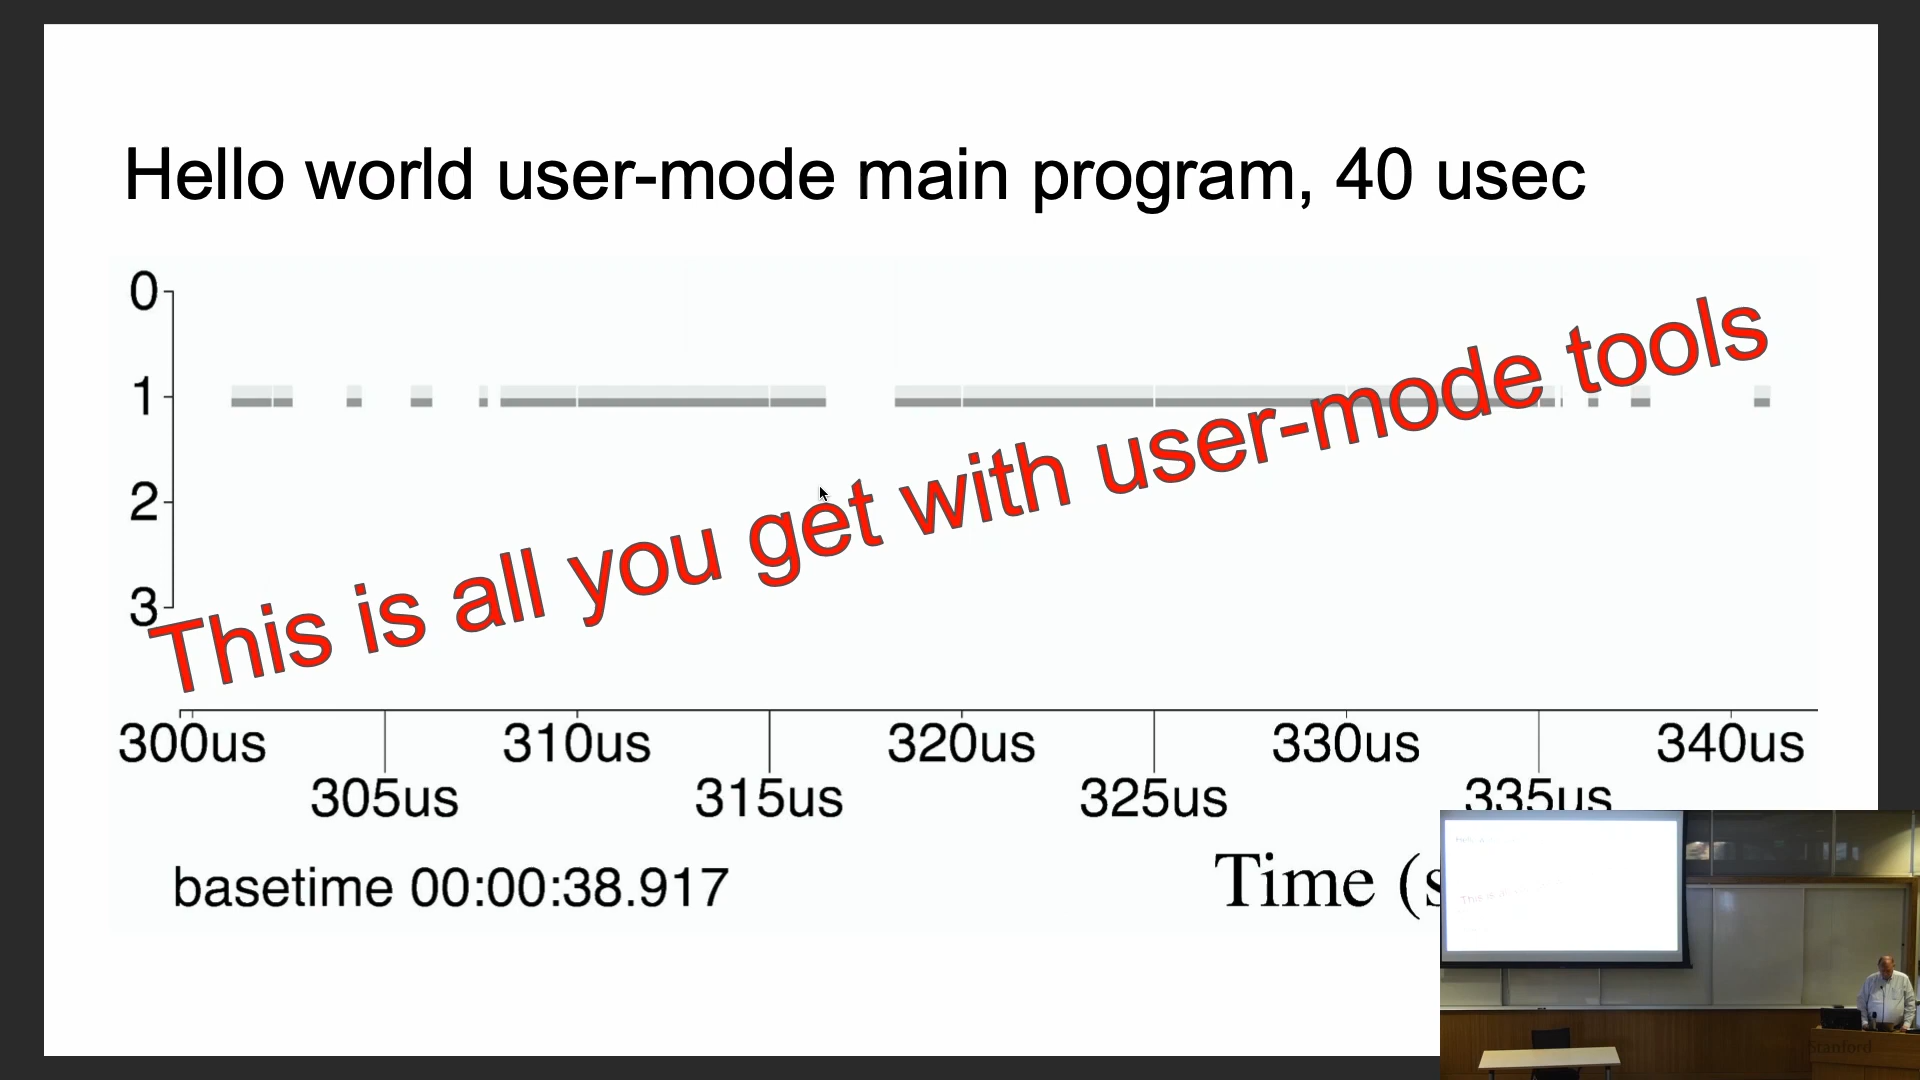 Hello world user-mode main program, 40 usec
0
1
2
3
This is all you get with user-mode tools
300us
310us
320us
330us
340us
305us
315us
325us
335us
basetime 00:00:38.917
Time (s
Stanford